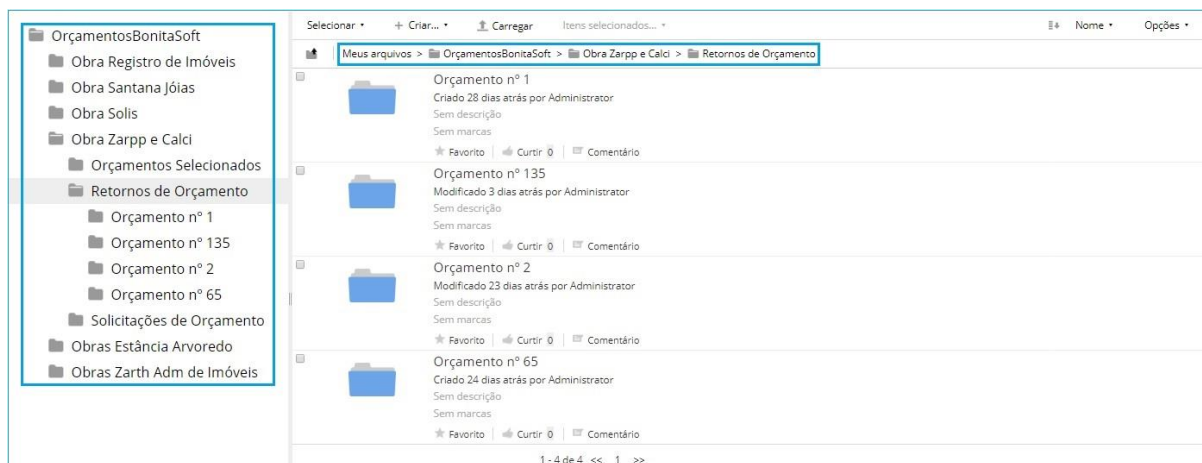 OrçamentosBonitaSoft
Obra Registro de Imóveis
Obra Santana Jóias
Obra Solis
Obra Zarpp e Calci
Orçamentos Selecionados
Retornos de Orçamento
Orçamento nº 1
Orçamento nº 135
Orçamento nº 2
Orçamento nº 65
Solicitações de Orçamento
Obras Estância Arvoredo
Obras Zarth Adm de Imóveis
Selecionar Criar... Carregar Itens selecionados... Nome Opções
Meus arquivos > OrçamentosBonitaSoft > Obra Zarpp e Calci > Retornos de Orçamento
Orçamento nº 1
Criado 28 dias atrás por Administrator
Sem descrição
Sem marcas
Favorito Curtir 0 Comentário
Orçamento nº 135
Modificado 3 dias atrás por Administrator
Sem descrição
Sem marcas
Favorito Curtir 0 Comentário
Orçamento nº 2
Modificado 23 dias atrás por Administrator
Sem descrição
Sem marcas
Favorito Curtir 0 Comentário
Orçamento nº 65
Criado 24 dias atrás por Administrator
Sem descrição
Sem marcas
Favorito Curtir 0 Comentário
1 - 4 de 4 << 1 >>